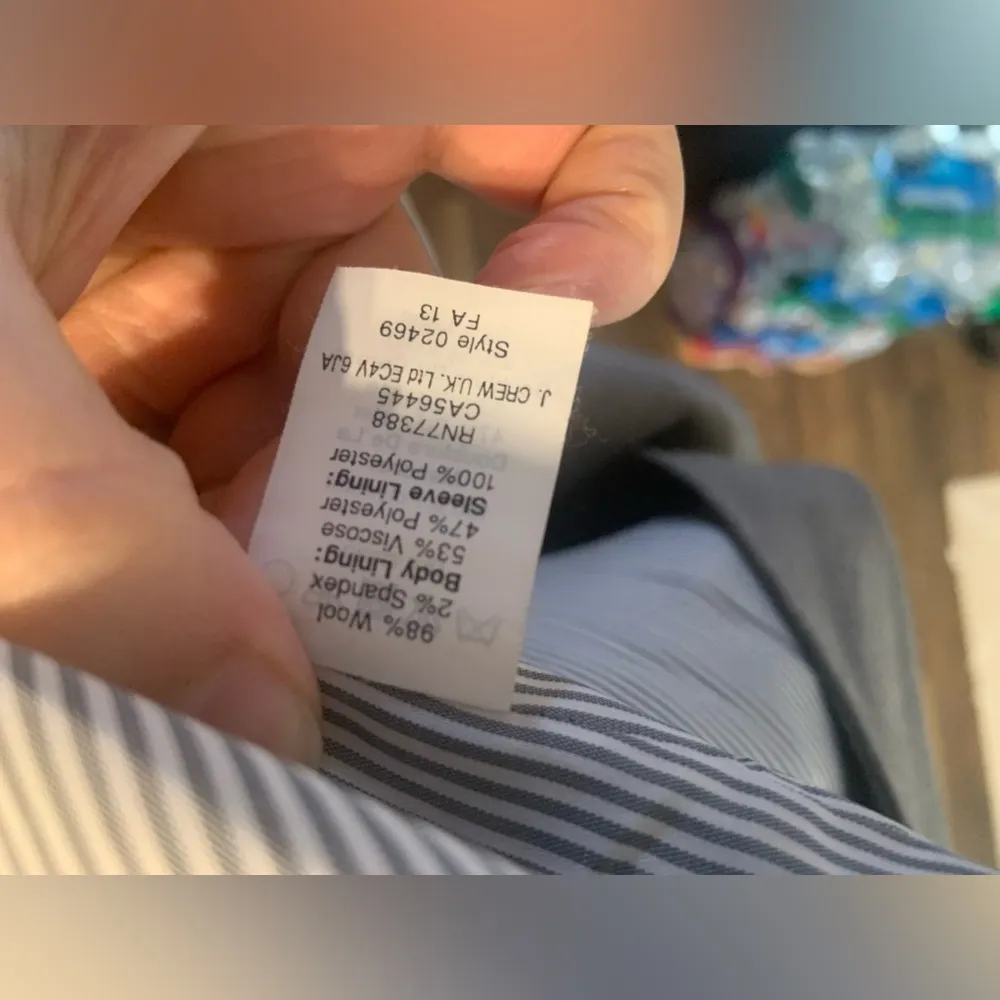 98% Wool
2% Spandex
Body Lining:
53% Viscose
47% Polyester
Sleeve Lining:
100% Polyester
RN77388
CA56445
J. CREW U.K. Ltd EC4V 6JA
Style 02469
FA 13